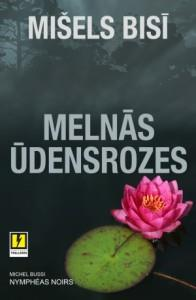 MIŠELS BISĪ
MELNĀS
ŪDENSROZES
MICHEL BUSSI
NYMPHÉAS NOIRS